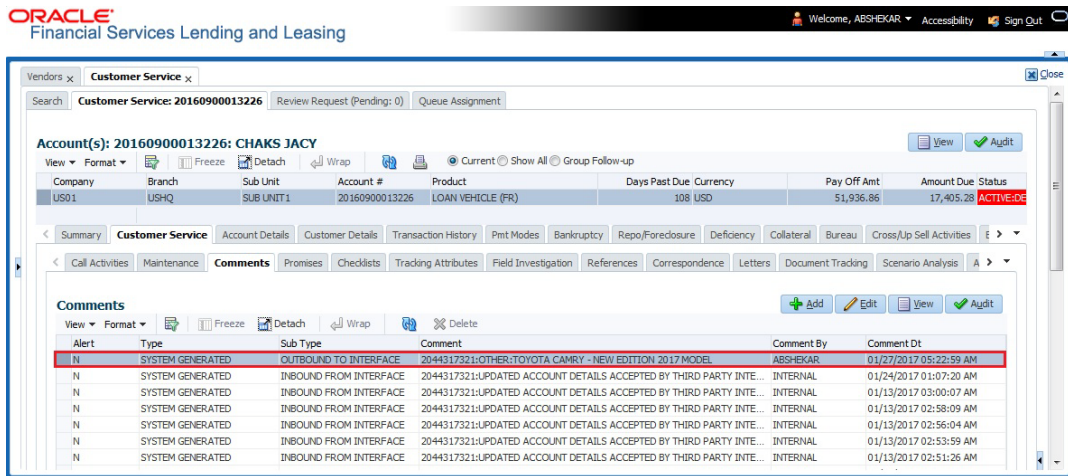 ORACLE
Financial Services Lending and Leasing
Welcome, ABSHEKAR Accessibility Sign Out
Close
Vendors x Customer Service x
Search Customer Service: 20160900013226 Review Request (Pending: 0) Queue Assignment
Account(s): 20160900013226: CHAKS JACY
View Audit
View Format Freeze Detach Wrap Current Show All Group Follow-up
Company Branch Sub Unit Account # Product Days Past Due Currency Pay Off Amt Amount Due Status
US01 USHQ SUB UNIT1 20160900013226 LOAN VEHICLE (FR) 108 USD 51,936.86 17,405.28 ACTIVE:DE
Summary Customer Service Account Details Customer Details Transaction History Pmt Modes Bankruptcy Repo/Foreclosure Deficiency Collateral Bureau Cross/Up Sell Activities
Call Activities Maintenance Comments Promises Checklists Tracking Attributes Field Investigation References Correspondence Letters Document Tracking Scenario Analysis A
Comments
Add Edit View Audit
View Format Freeze Detach Wrap Delete
Alert Type Sub Type Comment Comment By Comment Dt
N SYSTEM GENERATED OUTBOUND TO INTERFACE 2044317321:OTHER:TOYOTA CAMRY - NEW EDITION 2017 MODEL ABSHEKAR 01/27/2017 05:22:59 AM
N SYSTEM GENERATED INBOUND FROM INTERFACE 2044317321:UPDATED ACCOUNT DETAILS ACCEPTED BY THIRD PARTY INTE... INTERNAL 01/24/2017 01:07:20 AM
N SYSTEM GENERATED INBOUND FROM INTERFACE 2044317321:UPDATED ACCOUNT DETAILS ACCEPTED BY THIRD PARTY INTE... INTERNAL 01/13/2017 03:00:07 AM
N SYSTEM GENERATED INBOUND FROM INTERFACE 2044317321:UPDATED ACCOUNT DETAILS ACCEPTED BY THIRD PARTY INTE... INTERNAL 01/13/2017 02:58:09 AM
N SYSTEM GENERATED INBOUND FROM INTERFACE 2044317321:UPDATED ACCOUNT DETAILS ACCEPTED BY THIRD PARTY INTE... INTERNAL 01/13/2017 02:56:04 AM
N SYSTEM GENERATED INBOUND FROM INTERFACE 2044317321:UPDATED ACCOUNT DETAILS ACCEPTED BY THIRD PARTY INTE... INTERNAL 01/13/2017 02:53:59 AM
N SYSTEM GENERATED INBOUND FROM INTERFACE 2044317321:UPDATED ACCOUNT DETAILS ACCEPTED BY THIRD PARTY INTE... INTERNAL 01/13/2017 02:51:26 AM